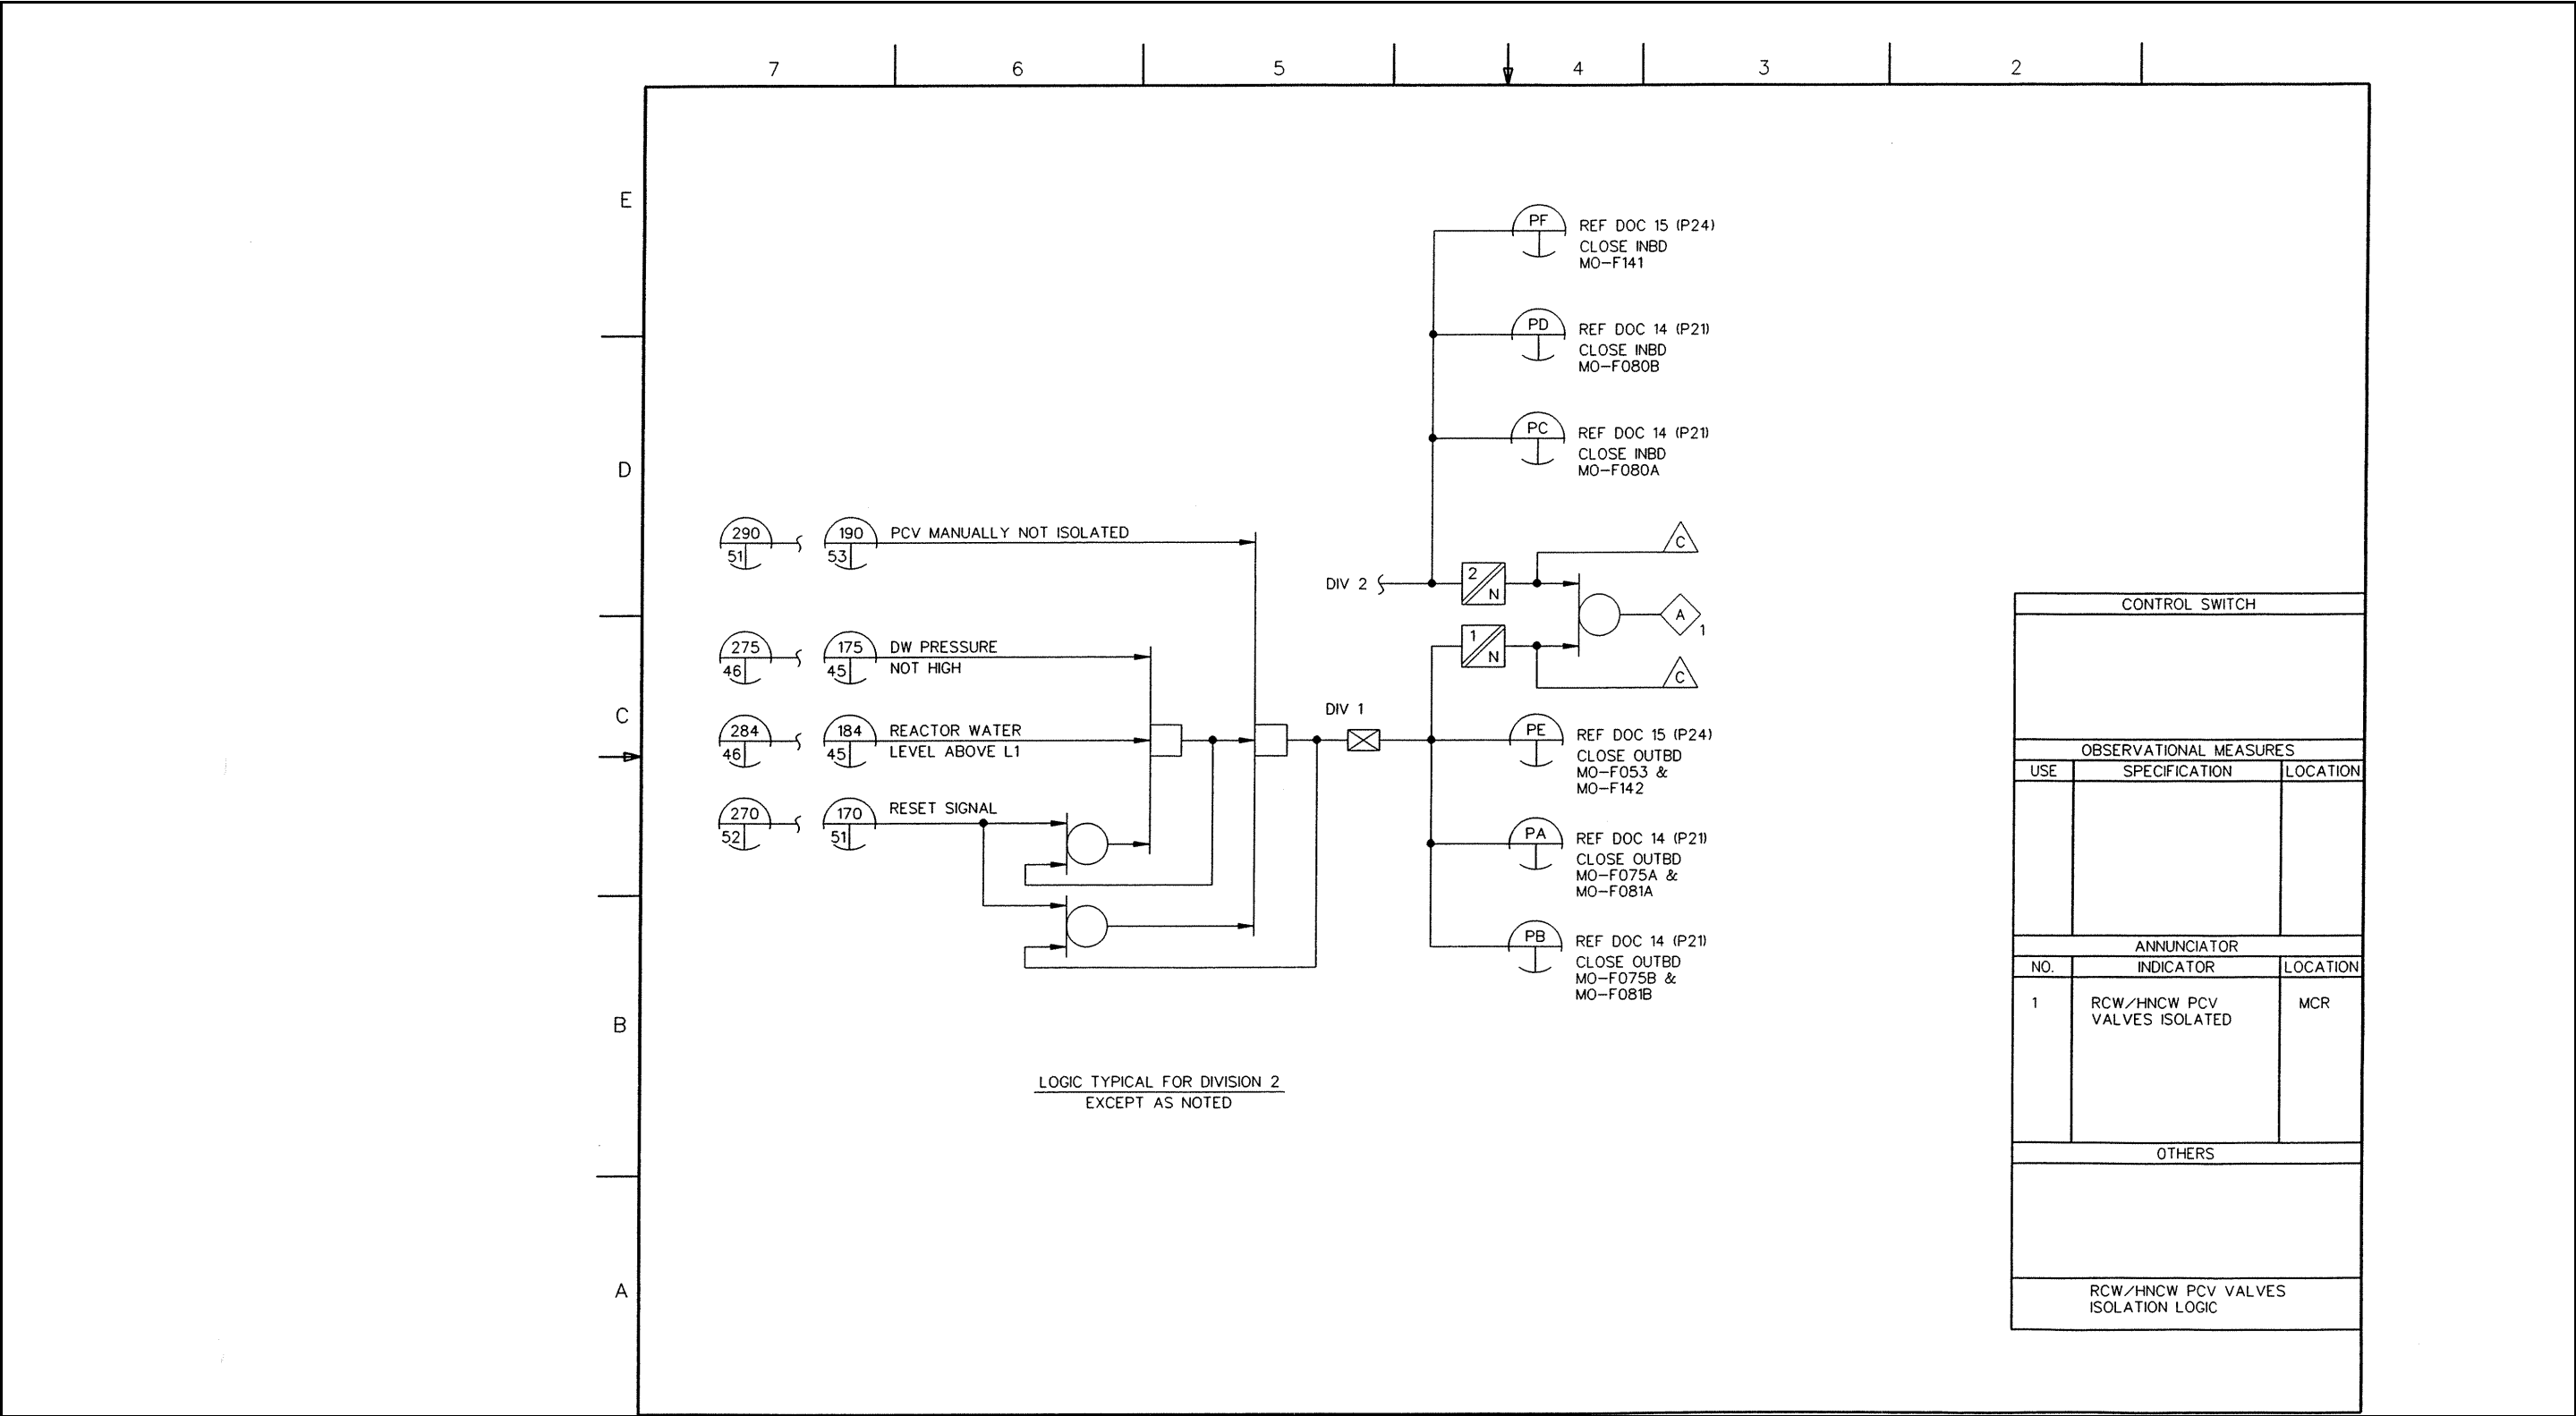 7 6 5 4 3 2
E
D
C
B
A
PF
REF DOC 15 (P24)
CLOSE INBD
MO-F141
PD
REF DOC 14 (P21)
CLOSE INBD
MO-F080B
PC
REF DOC 14 (P21)
CLOSE INBD
MO-F080A
290
51
190
53
PCV MANUALLY NOT ISOLATED
275
46
175
45
DW PRESSURE
NOT HIGH
284
46
184
45
REACTOR WATER
LEVEL ABOVE L1
270
52
170
51
RESET SIGNAL
DIV 2
2
N
C
A
1
1
N
C
DIV 1
PE
REF DOC 15 (P24)
CLOSE OUTBD
MO-F053 &
MO-F142
PA
REF DOC 14 (P21)
CLOSE OUTBD
MO-F075A &
MO-F081A
PB
REF DOC 14 (P21)
CLOSE OUTBD
MO-F075B &
MO-F081B
LOGIC TYPICAL FOR DIVISION 2
EXCEPT AS NOTED
CONTROL SWITCH
OBSERVATIONAL MEASURES
USE SPECIFICATION LOCATION
ANNUNCIATOR
NO. INDICATOR LOCATION
1 RCW/HNCW PCV MCR
VALVES ISOLATED
OTHERS
RCW/HNCW PCV VALVES
ISOLATION LOGIC